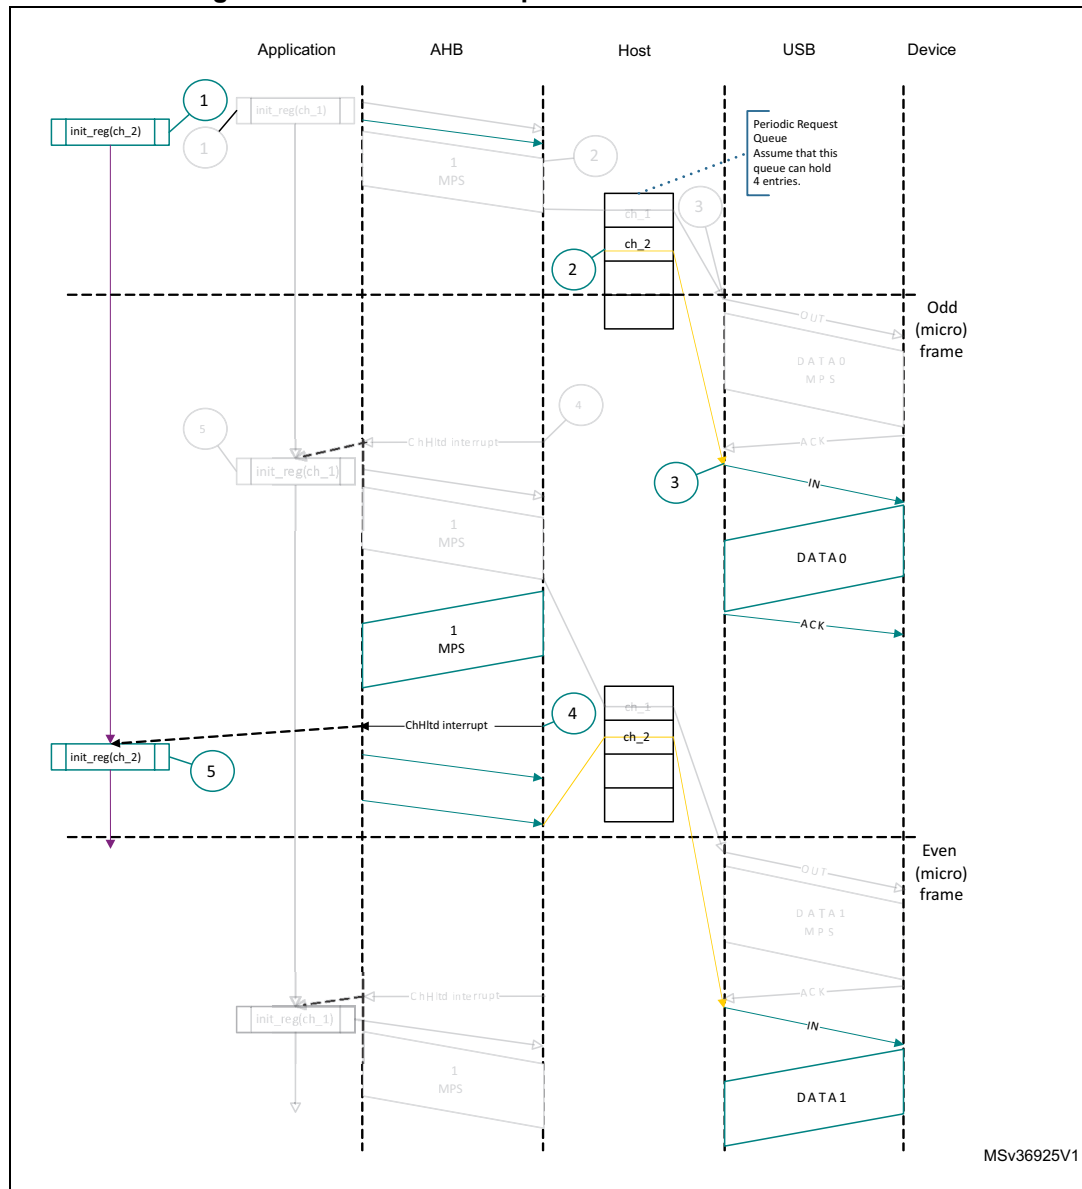 Application
AHB
Host
USB
Device
init_reg(ch_2)
1
init_reg(ch_1)
1
1
MPS
2
Periodic Request
Queue
Assume that this
queue can hold
4 entries.
3
ch_1
ch_2
2
Odd
(micro)
frame
OUT
DATA0
MPS
ACK
5
4
ChHltd interrupt
init_reg(ch_1)
3
IN
1
MPS
DATA0
ACK
1
MPS
ch_1
ChHltd interrupt
4
ch_2
init_reg(ch_2)
5
Even
(micro)
frame
OUT
DATA1
MPS
ACK
ChHltd interrupt
init_reg(ch_1)
IN
1
MPS
DATA1
MSv36925V1